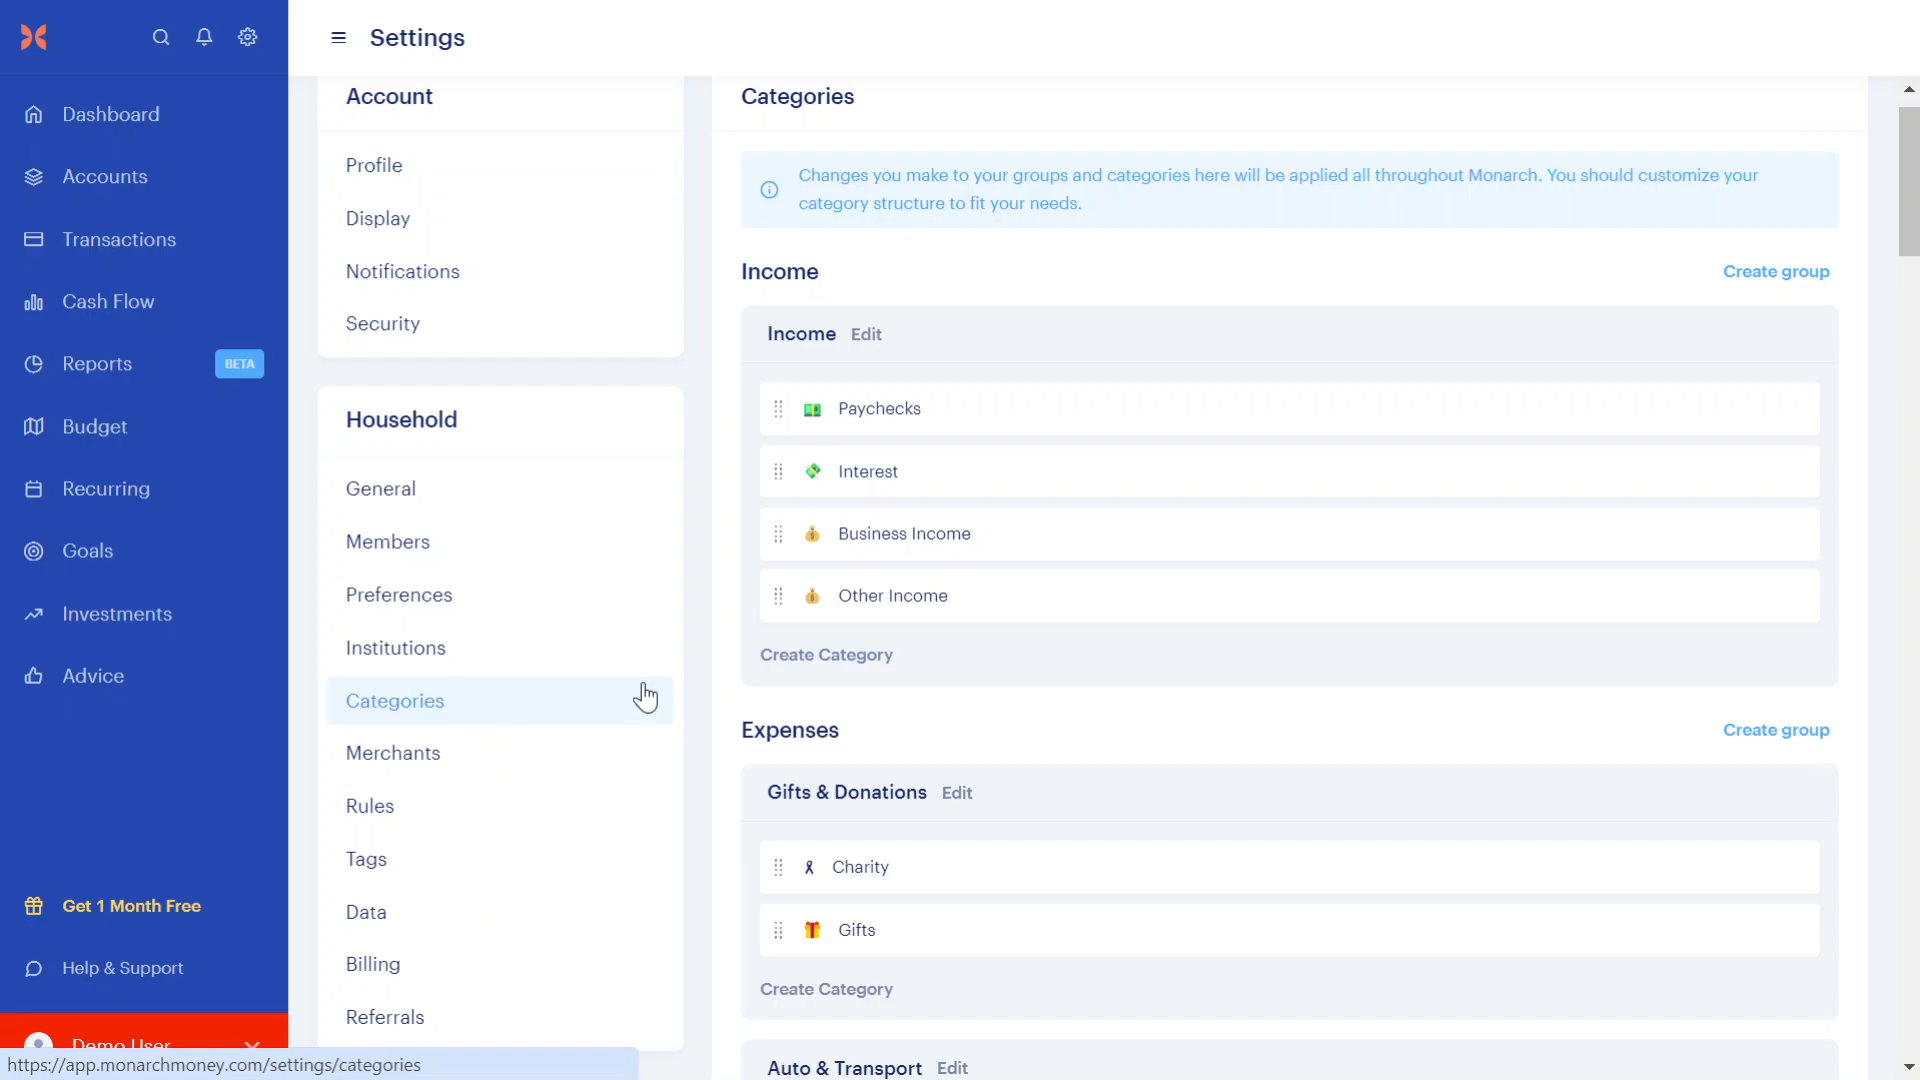 Settings
Dashboard
Accounts
Transactions
Cash Flow
Reports
BETA
Budget
Recurring
Goals
Investments
Advice
Get 1 Month Free
Help & Support
Demo User
https://app.monarchmoney.com/settings/categories
Account
Profile
Display
Notifications
Security
Household
General
Members
Preferences
Institutions
Categories
Merchants
Rules
Tags
Data
Billing
Referrals
Categories
Changes you make to your groups and categories here will be applied all throughout Monarch. You should customize your
category structure to fit your needs.
Income
Create group
Income Edit
Paychecks
Interest
Business Income
Other Income
Create Category
Expenses
Create group
Gifts & Donations Edit
Charity
Gifts
Create Category
Auto & Transport Edit